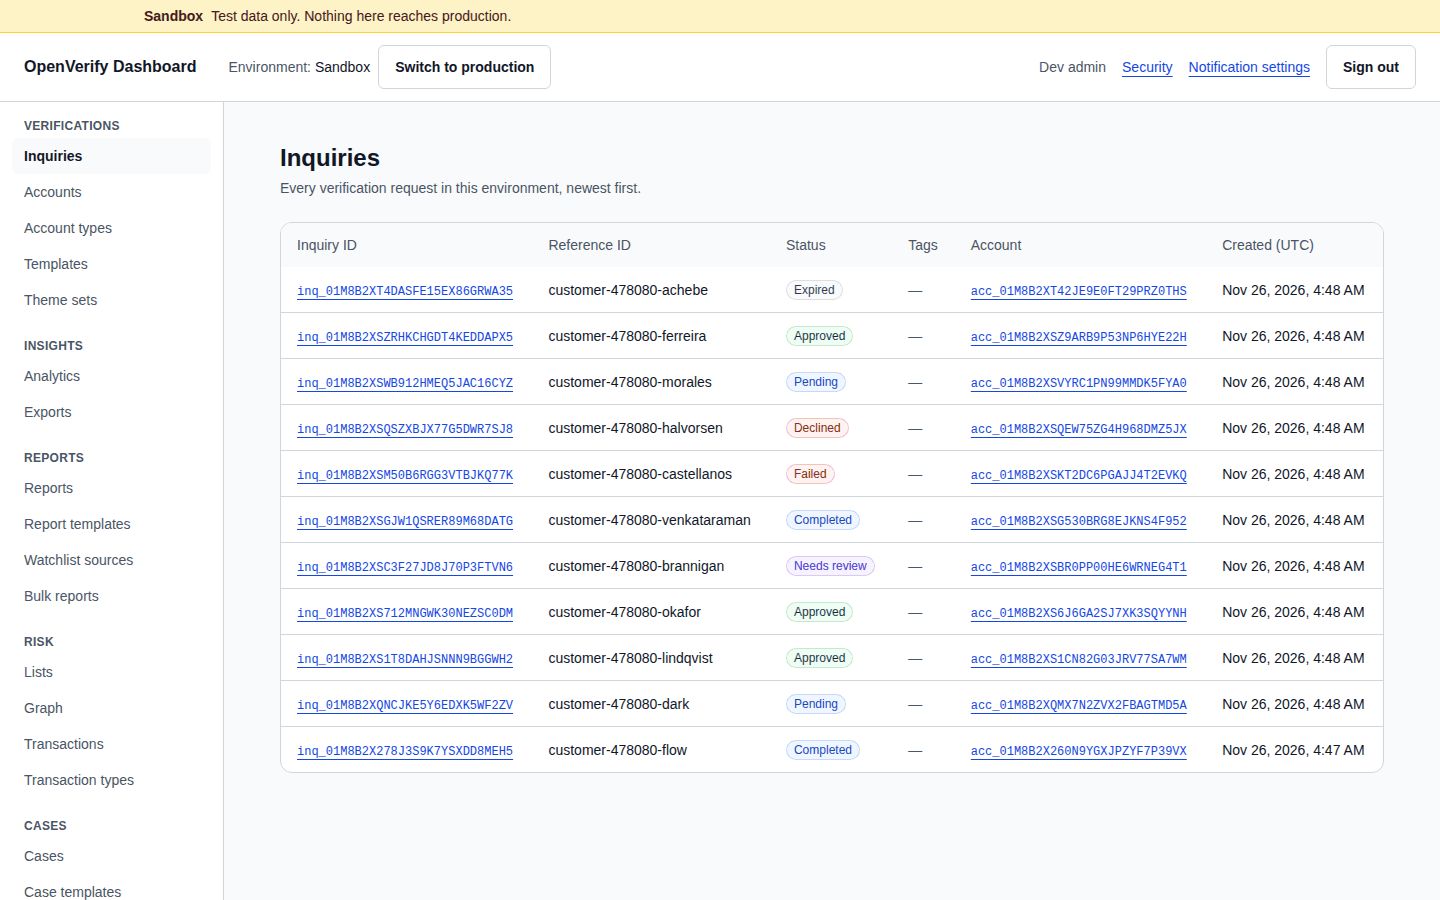 Sandbox Test data only. Nothing here reaches production.
OpenVerify Dashboard Environment: Sandbox Switch to production Dev admin Security Notification settings Sign out
VERIFICATIONS
Inquiries
Accounts
Account types
Templates
Theme sets
INSIGHTS
Analytics
Exports
REPORTS
Reports
Report templates
Watchlist sources
Bulk reports
RISK
Lists
Graph
Transactions
Transaction types
CASES
Cases
Case templates
Inquiries
Every verification request in this environment, newest first.
Inquiry ID Reference ID Status Tags Account Created (UTC)
inq_01M8B2XT4DASFE15EX86GRWA35 customer-478080-achebe Expired — acc_01M8B2XT42JE9E0FT29PRZ0THS Nov 26, 2026, 4:48 AM
inq_01M8B2XSZRHKCHGDT4KEDDAPX5 customer-478080-ferreira Approved — acc_01M8B2XSZ9ARB9P53NP6HYE22H Nov 26, 2026, 4:48 AM
inq_01M8B2XSWB912HMEQ5JAC16CYZ customer-478080-morales Pending — acc_01M8B2XSVYRC1PN99MMDK5FYA0 Nov 26, 2026, 4:48 AM
inq_01M8B2XSQSZXBJX77G5DWR7SJ8 customer-478080-halvorsen Declined — acc_01M8B2XSQEW75ZG4H968DMZ5JX Nov 26, 2026, 4:48 AM
inq_01M8B2XSM50B6RGG3VTBJKQ77K customer-478080-castellanos Failed — acc_01M8B2XSKT2DC6PGAJJ4T2EVKQ Nov 26, 2026, 4:48 AM
inq_01M8B2XSGJW1QSRER89M68DATG customer-478080-venkataraman Completed — acc_01M8B2XSG530BRG8EJKNS4F952 Nov 26, 2026, 4:48 AM
inq_01M8B2XSC3F27JD8J70P3FTVN6 customer-478080-brannigan Needs review — acc_01M8B2XSBR0PP00HE6WRNEG4T1 Nov 26, 2026, 4:48 AM
inq_01M8B2XS712MNGWK30NEZSC0DM customer-478080-okafor Approved — acc_01M8B2XS6J6GA2SJ7XK3SQYYNH Nov 26, 2026, 4:48 AM
inq_01M8B2XS1T8DAHJSNNN9BGGWH2 customer-478080-lindqvist Approved — acc_01M8B2XS1CN82G03JRV77SA7WM Nov 26, 2026, 4:48 AM
inq_01M8B2XQNCJKE5Y6EDXK5WF2ZV customer-478080-dark Pending — acc_01M8B2XQMX7N2ZVX2FBAGTMD5A Nov 26, 2026, 4:48 AM
inq_01M8B2X278J3S9K7YSXDD8MEH5 customer-478080-flow Completed — acc_01M8B2X260N9YGXJPZYF7P39VX Nov 26, 2026, 4:47 AM